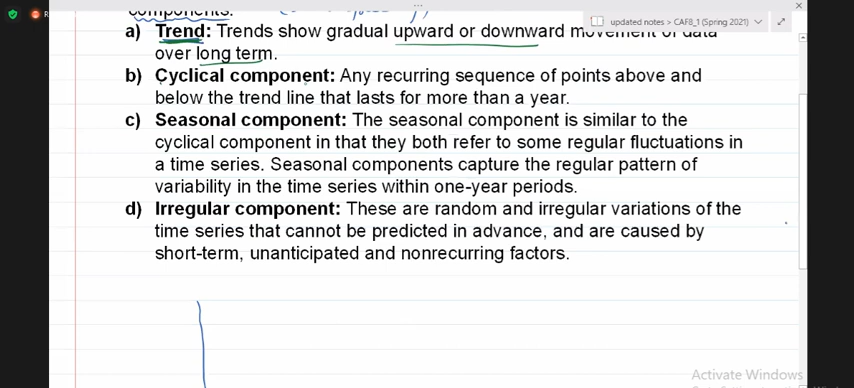 components.
updated notes > CAF8_1 (Spring 2021)
a) Trend: Trends show gradual upward or downward movement of data
over long term.
b) Cyclical component: Any recurring sequence of points above and
below the trend line that lasts for more than a year.
c) Seasonal component: The seasonal component is similar to the
cyclical component in that they both refer to some regular fluctuations in
a time series. Seasonal components capture the regular pattern of
variability in the time series within one-year periods.
d) Irregular component: These are random and irregular variations of the
time series that cannot be predicted in advance, and are caused by
short-term, unanticipated and nonrecurring factors.
Activate Windows